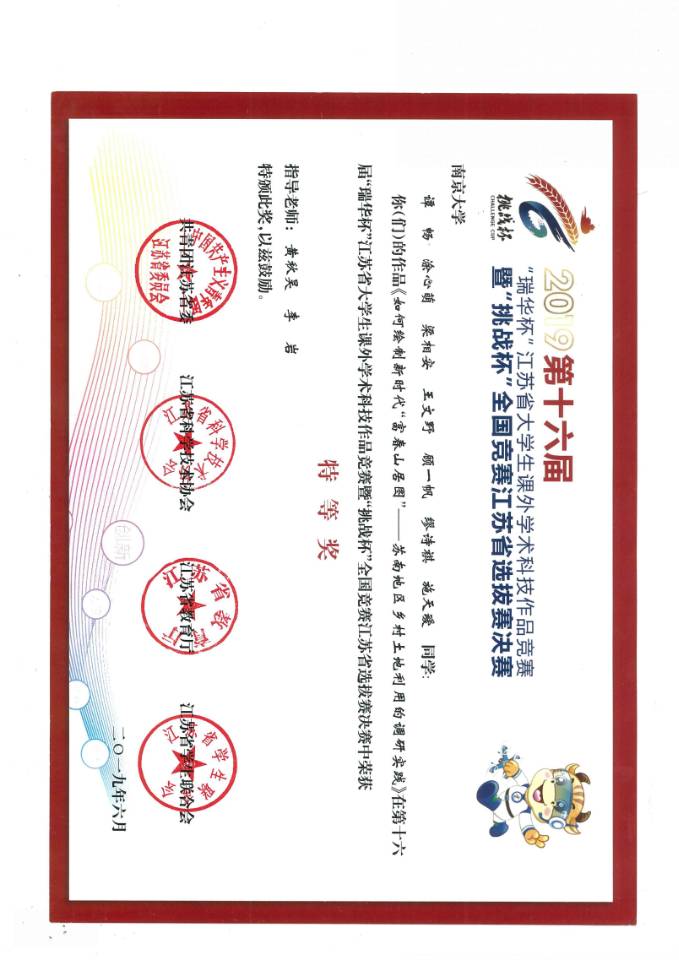 2019第十六届
“瑞华杯”江苏省大学生课外学术科技作品竞赛
暨“挑战杯”全国竞赛江苏省选拔赛决赛
挑战杯
CHALLENGE CUP
南京大学
谭 畅 涂心萌 梁相安 王文野 顾一帆 缪诗祺 施天嫒 同学:
你(们)的作品《如何绘制新时代“富春山居图”——苏南地区乡村土地利用的调研实践》在第十六
届“瑞华杯”江苏省大学生课外学术科技作品竞赛暨“挑战杯”全国竞赛江苏省选拔赛决赛中荣获
特等奖
指导老师: 黄秋昊 李 岩
特颁此奖,以兹鼓励。
中国共产主义青年团
江苏省委员会
共青团江苏省委
江苏省科学技术协会
江苏省科学技术协会
江苏省教育厅
江苏省教育厅
江苏省学生联合会
江苏省学生联合会
创新
二〇一九年六月